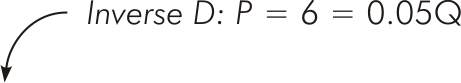 Inverse D: P = 6 = 0.05Q